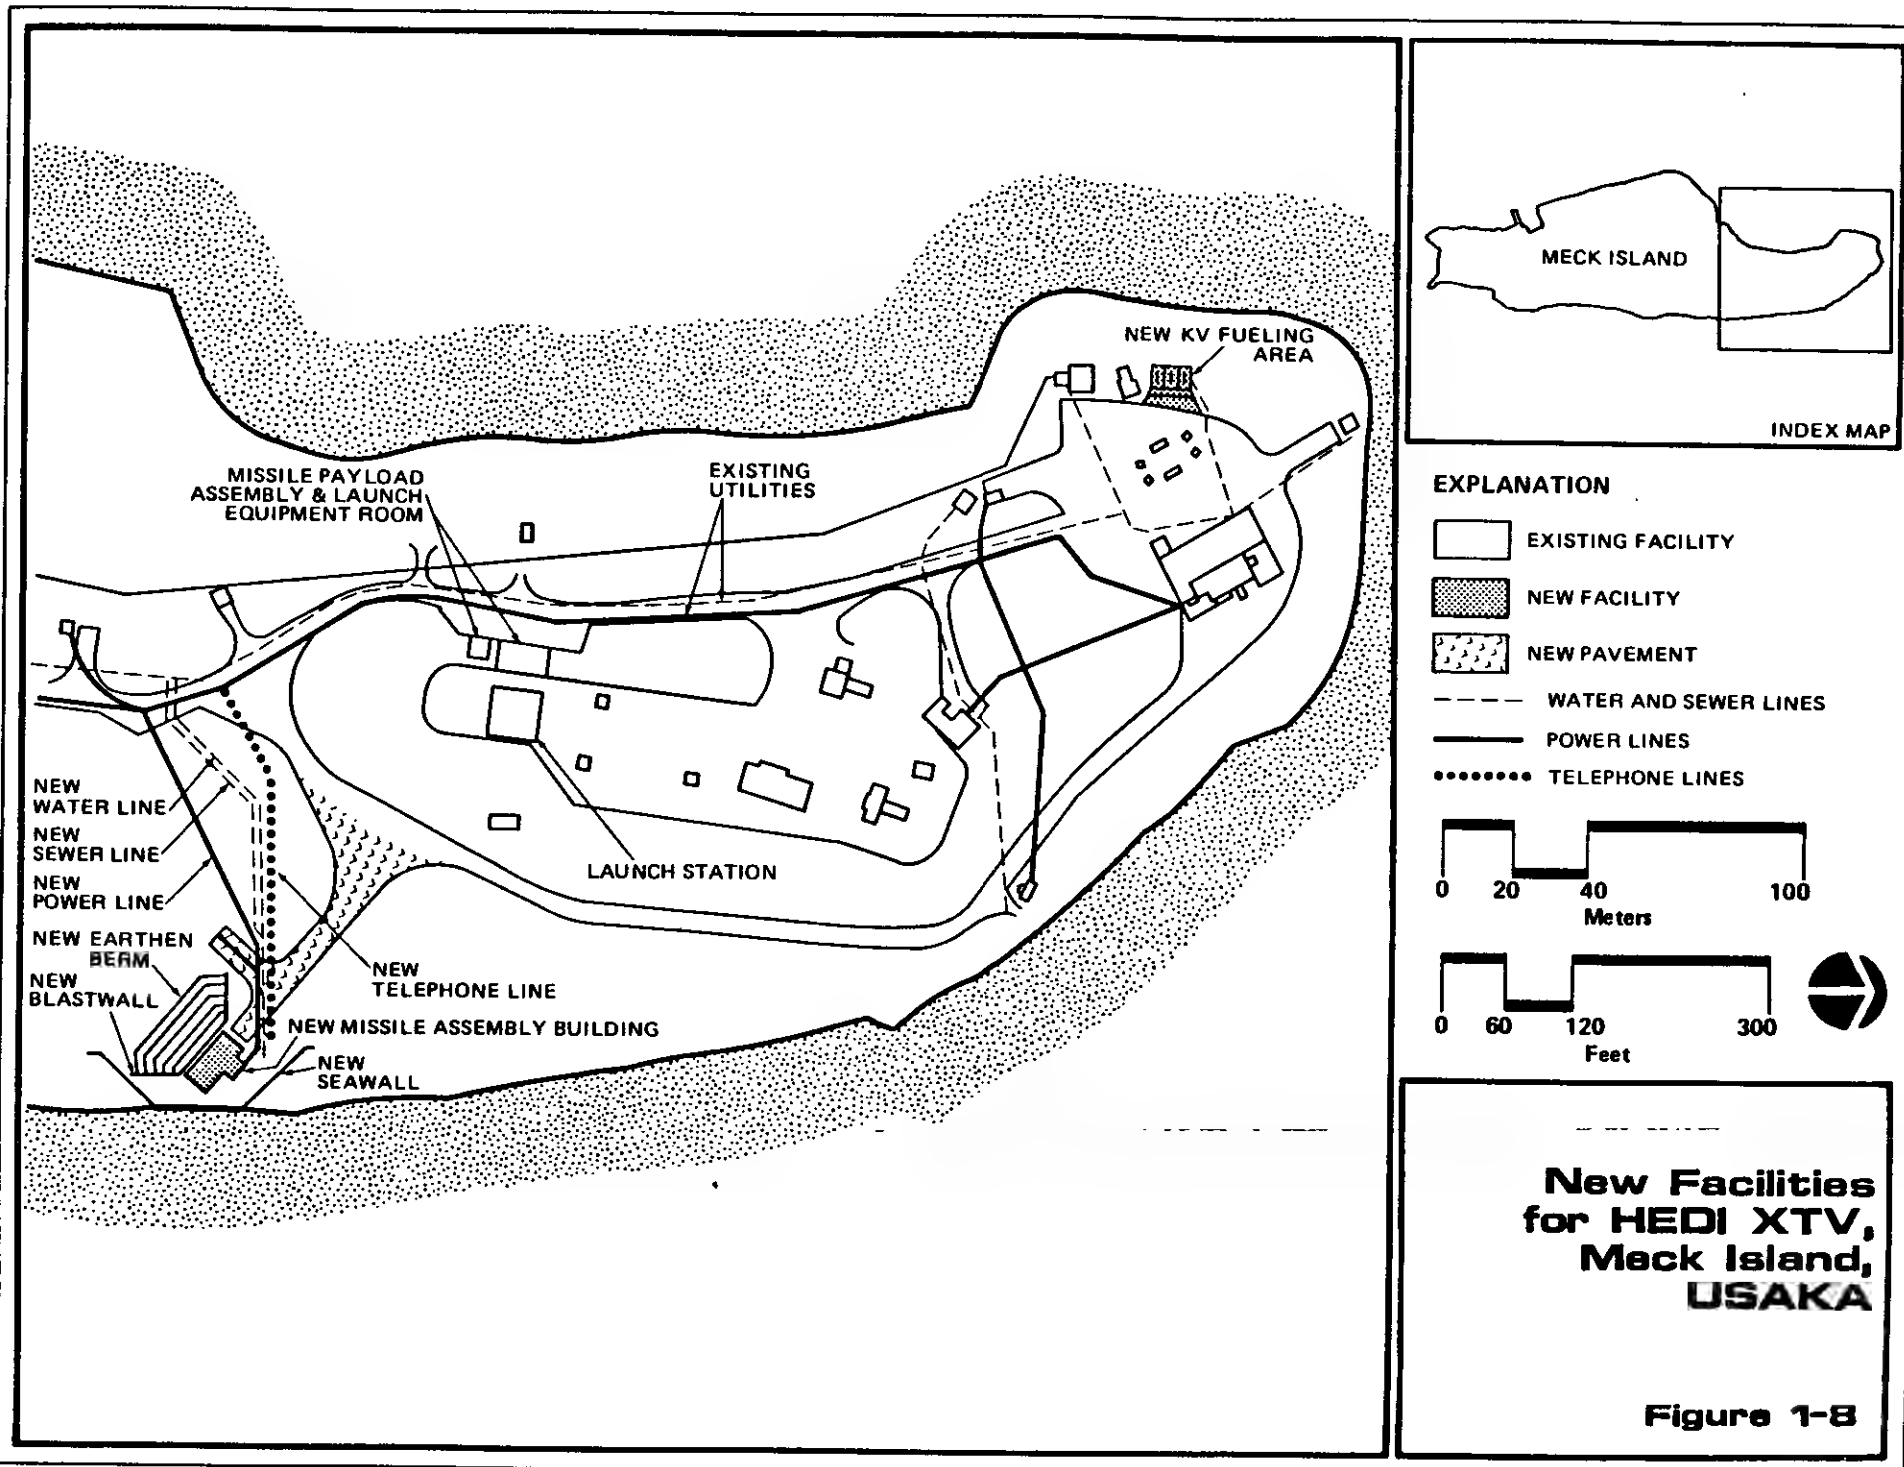 NEW KV FUELING
AREA
MISSILE PAYLOAD
ASSEMBLY & LAUNCH
EQUIPMENT ROOM
EXISTING
UTILITIES
NEW
WATER LINE
NEW
SEWER LINE
NEW
POWER LINE
NEW EARTHEN
BERM
NEW
BLASTWALL
LAUNCH STATION
NEW
TELEPHONE LINE
NEW MISSILE ASSEMBLY BUILDING
NEW
SEAWALL
MECK ISLAND
INDEX MAP
EXPLANATION
EXISTING FACILITY
NEW FACILITY
NEW PAVEMENT
WATER AND SEWER LINES
POWER LINES
TELEPHONE LINES
0 20 40 100
Meters
0 60 120 300
Feet
New Facilities
for HEDI XTV,
Meck Island,
USAKA
Figure 1-8